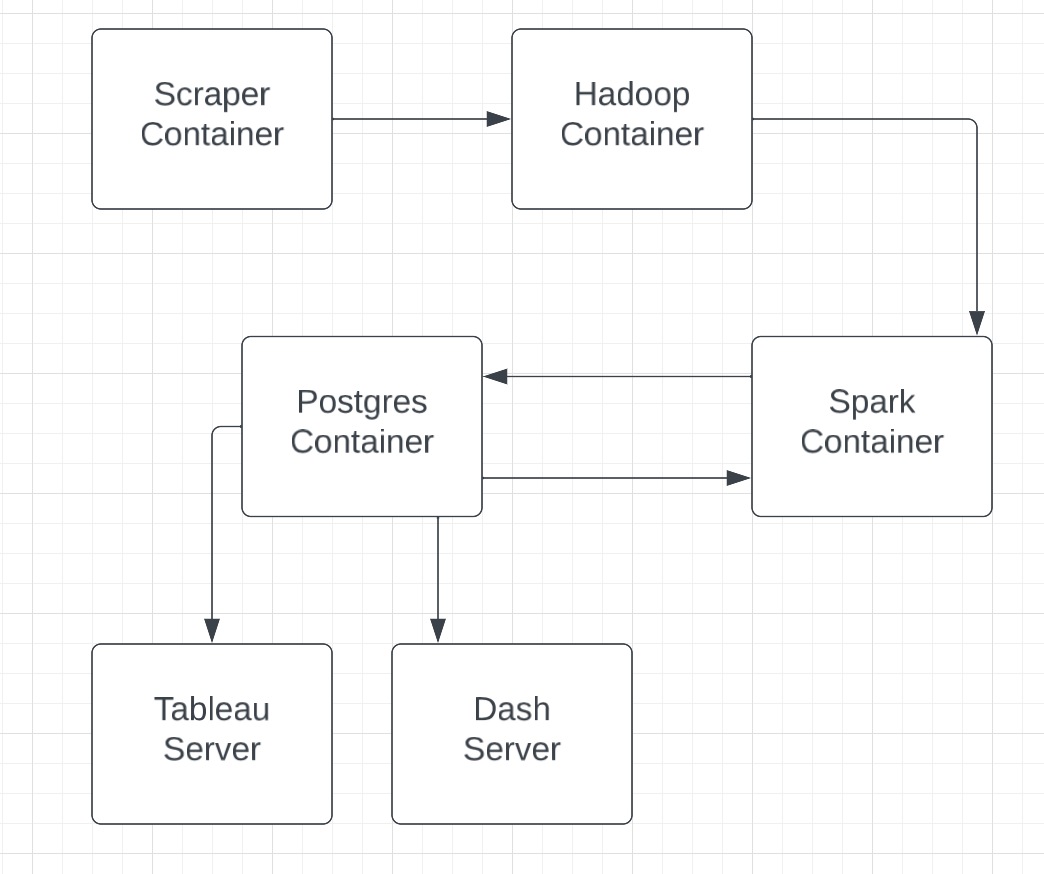 Scraper
Container
Hadoop
Container
Postgres
Container
Spark
Container
Tableau
Server
Dash
Server